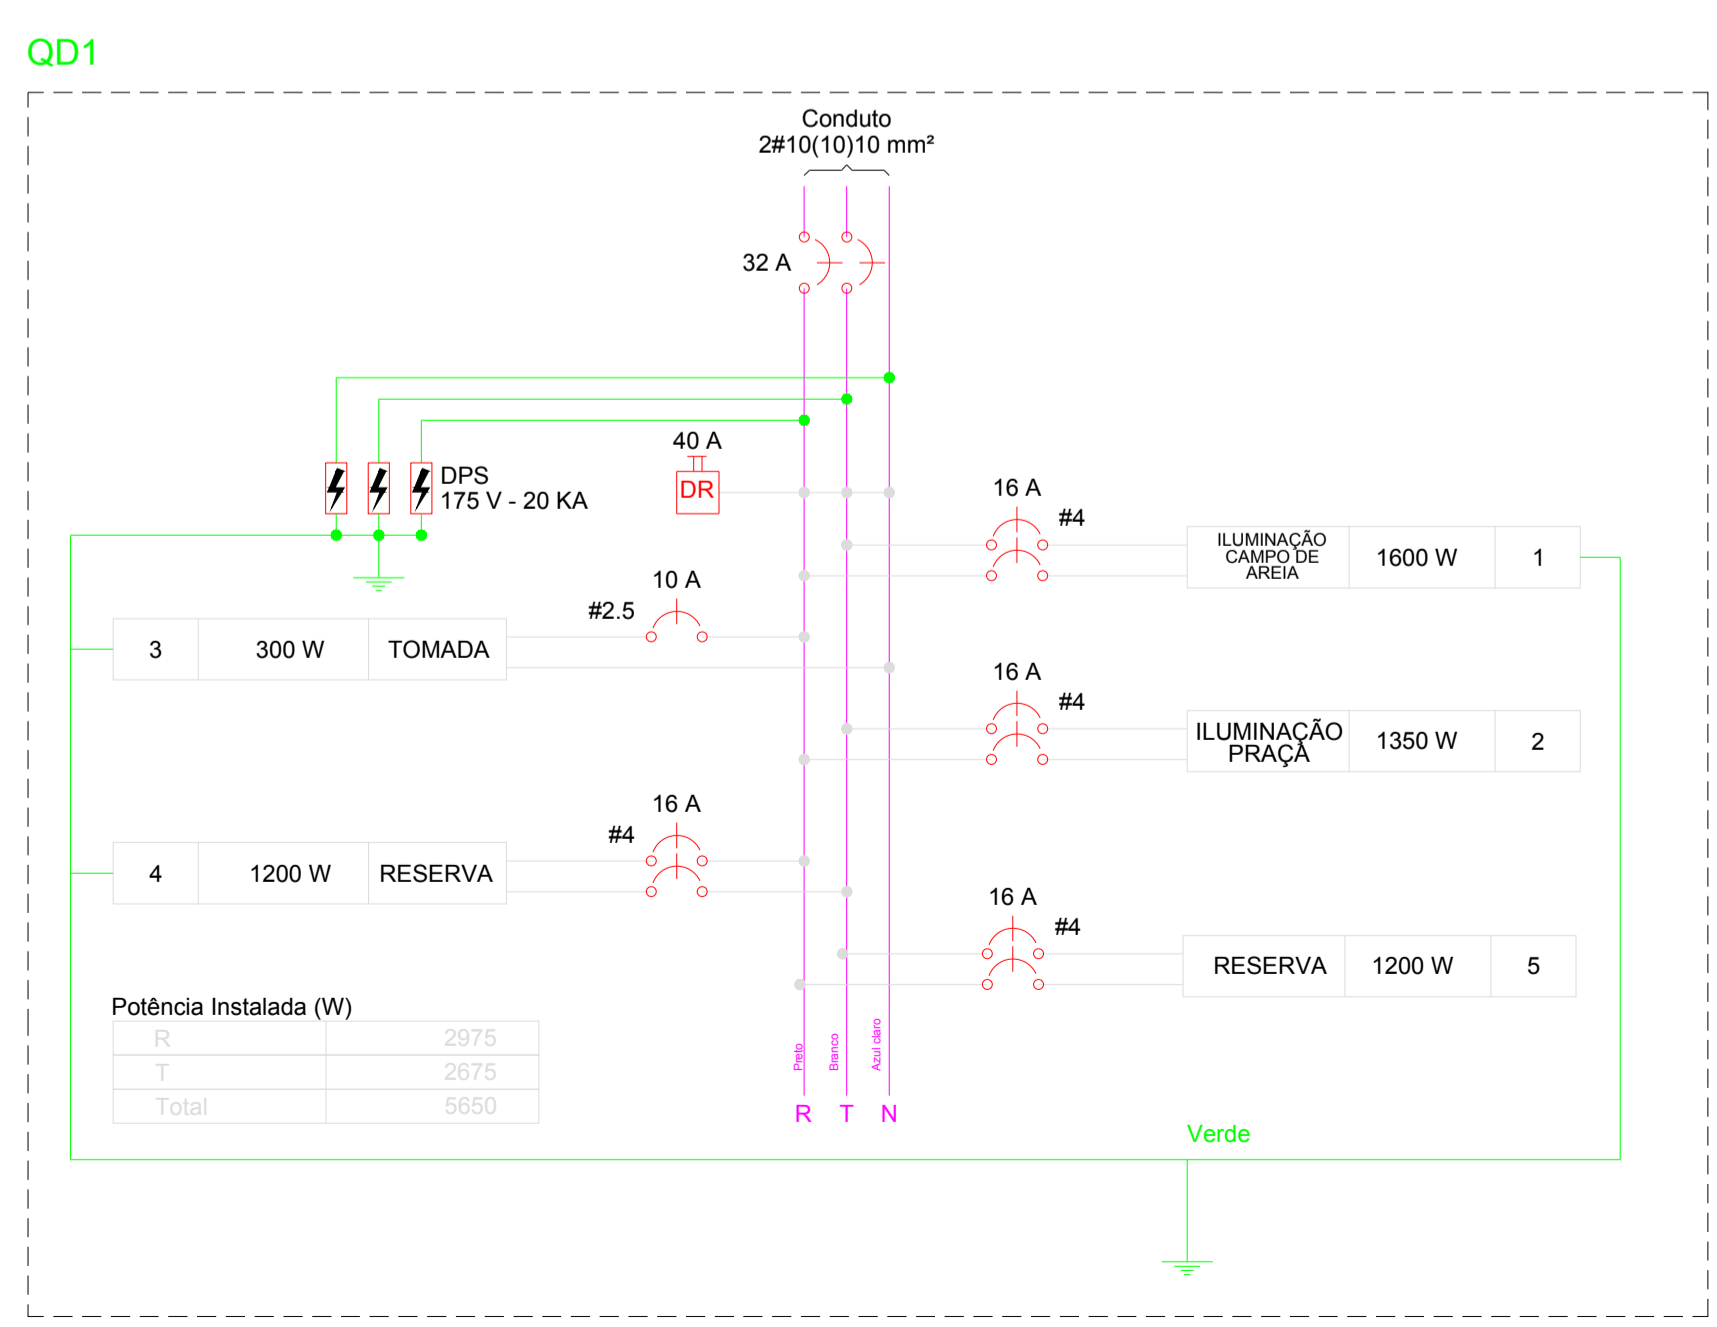 QD1
Conduto
2#10(10)10 mm²
32 A
40 A
DR
DPS
175 V - 20 KA
16 A
#4
ILUMINAÇÃO
CAMPO DE
AREIA
1600 W
1
10 A
#2.5
3
300 W
TOMADA
16 A
#4
ILUMINAÇÃO
PRAÇA
1350 W
2
16 A
#4
4
1200 W
RESERVA
16 A
#4
RESERVA
1200 W
5
Potência Instalada (W)
R 2975
T 2675
Total 5650
Preto
Branco
Azul claro
R T N
Verde